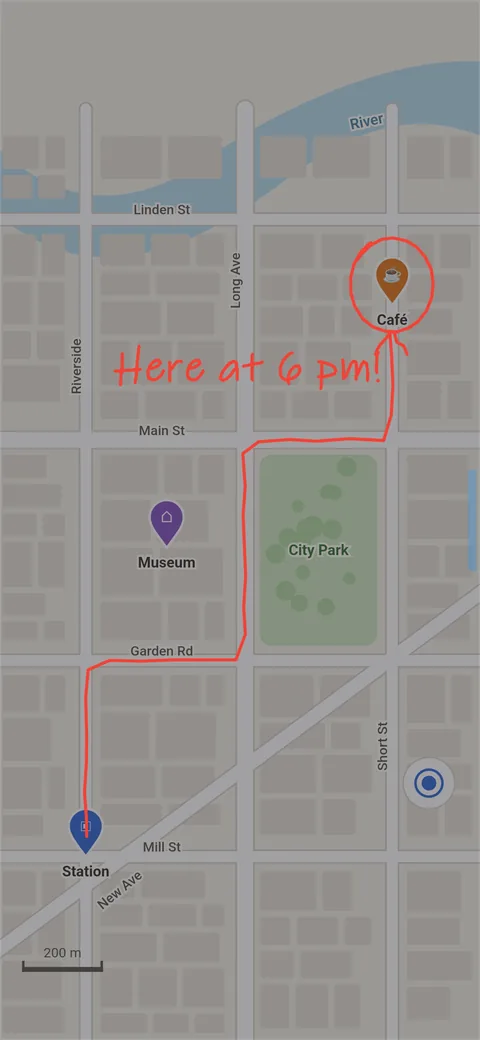 River
Linden St
Long Ave
Café
Riverside
Here at 6 pm!
Main St
City Park
Museum
Garden Rd
Short St
Mill St
Station
New Ave
200 m